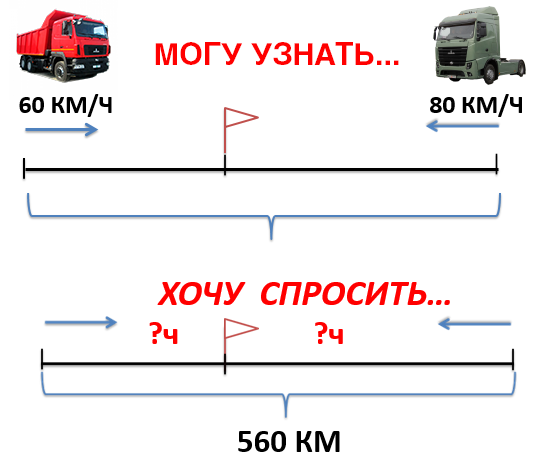 МОГУ УЗНАТЬ...
60 КМ/Ч
80 КМ/Ч
ХОЧУ СПРОСИТЬ...
?ч
?ч
560 КМ